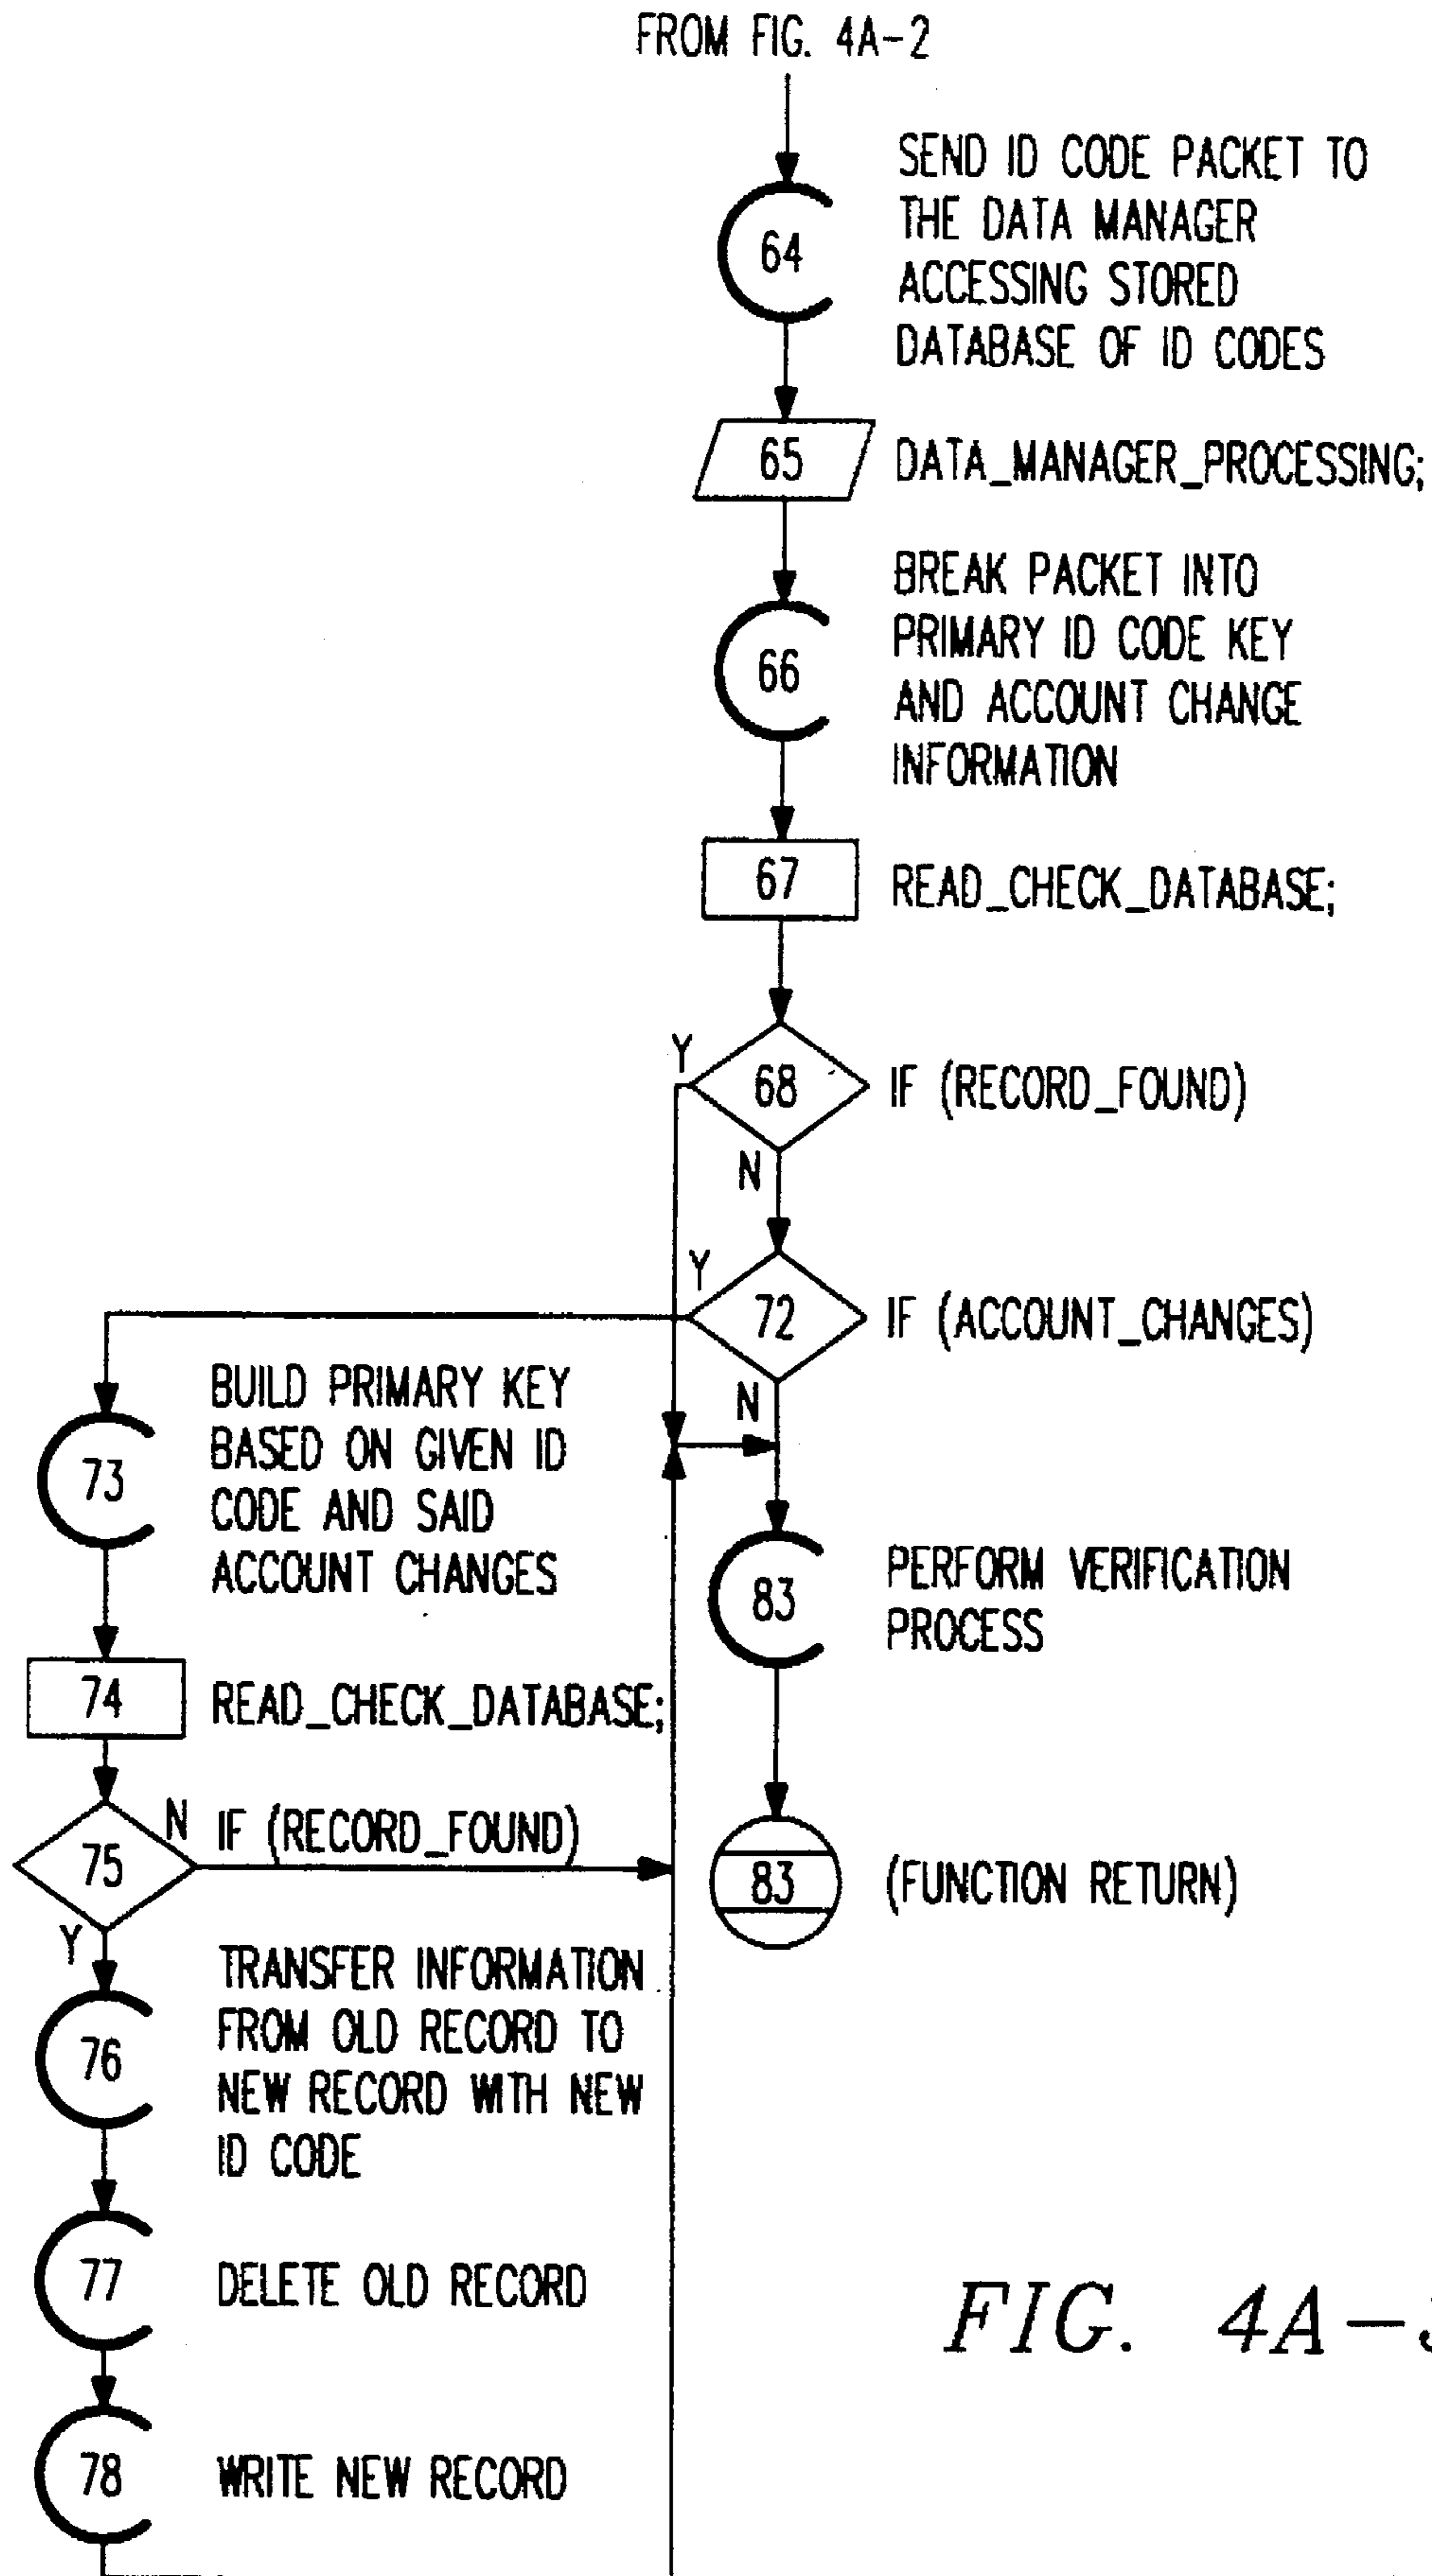 FROM FIG. 4A-2
64
SEND ID CODE PACKET TO
THE DATA MANAGER
ACCESSING STORED
DATABASE OF ID CODES
65
DATA_MANAGER_PROCESSING;
66
BREAK PACKET INTO
PRIMARY ID CODE KEY
AND ACCOUNT CHANGE
INFORMATION
67
READ_CHECK_DATABASE;
Y
68
IF (RECORD_FOUND)
N
Y
72
IF (ACCOUNT_CHANGES)
N
73
BUILD PRIMARY KEY
BASED ON GIVEN ID
CODE AND SAID
ACCOUNT CHANGES
83
PERFORM VERIFICATION
PROCESS
74
READ_CHECK_DATABASE;
75
N
IF (RECORD_FOUND)
Y
83
(FUNCTION RETURN)
76
TRANSFER INFORMATION
FROM OLD RECORD TO
NEW RECORD WITH NEW
ID CODE
77
DELETE OLD RECORD
78
WRITE NEW RECORD
FIG. 4A-